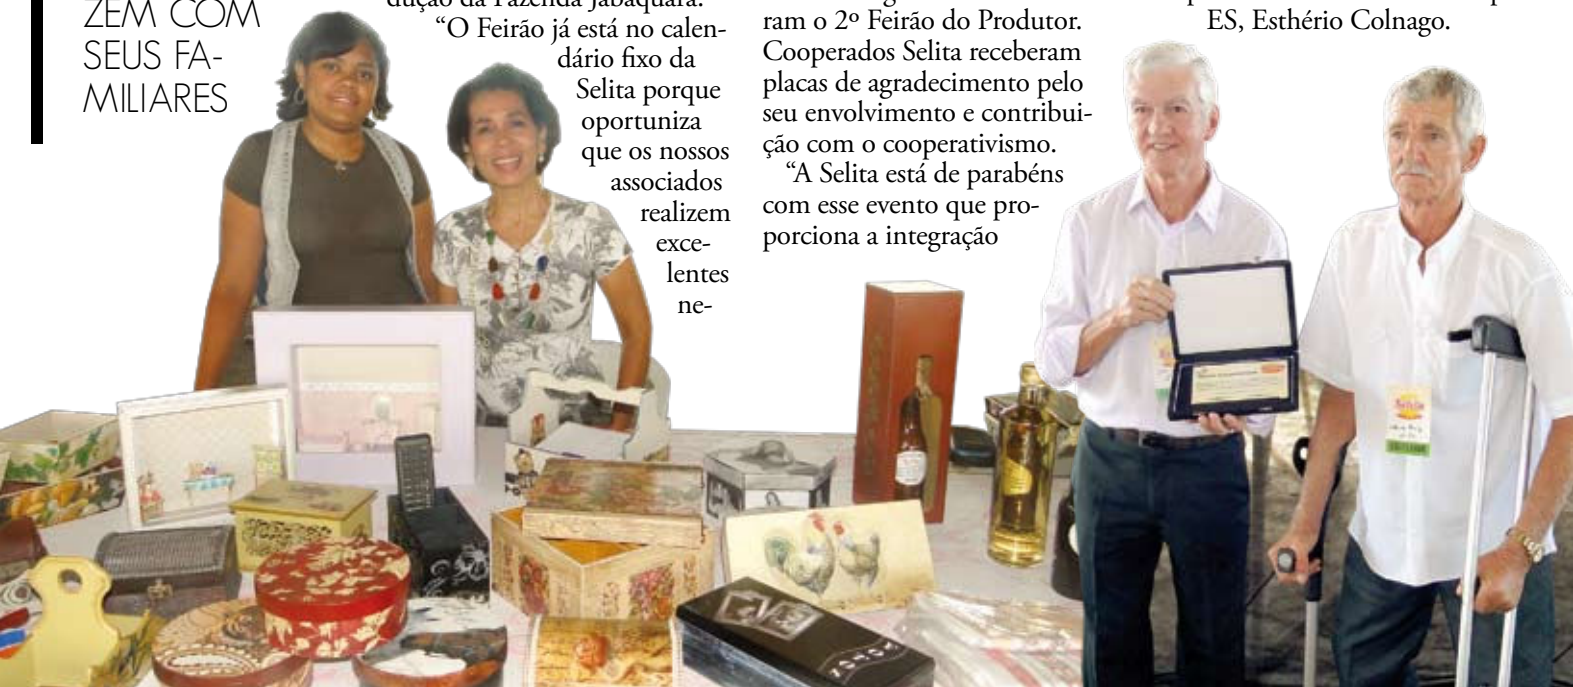 ZEM COM
SEUS FA-
MILIARES
dução da Fazenda Jabaquara.
“O Feirão já está no calen-
dário fixo da
Selita porque
oportuniza
que os nossos
associados
realizem
exce-
lentes
ne-
ram o 2º Feirão do Produtor.
Cooperados Selita receberam
placas de agradecimento pelo
seu envolvimento e contribui-
ção com o cooperativismo.
“A Selita está de parabéns
com esse evento que pro-
porciona a integração
ES, Esthério Colnago.
Selita